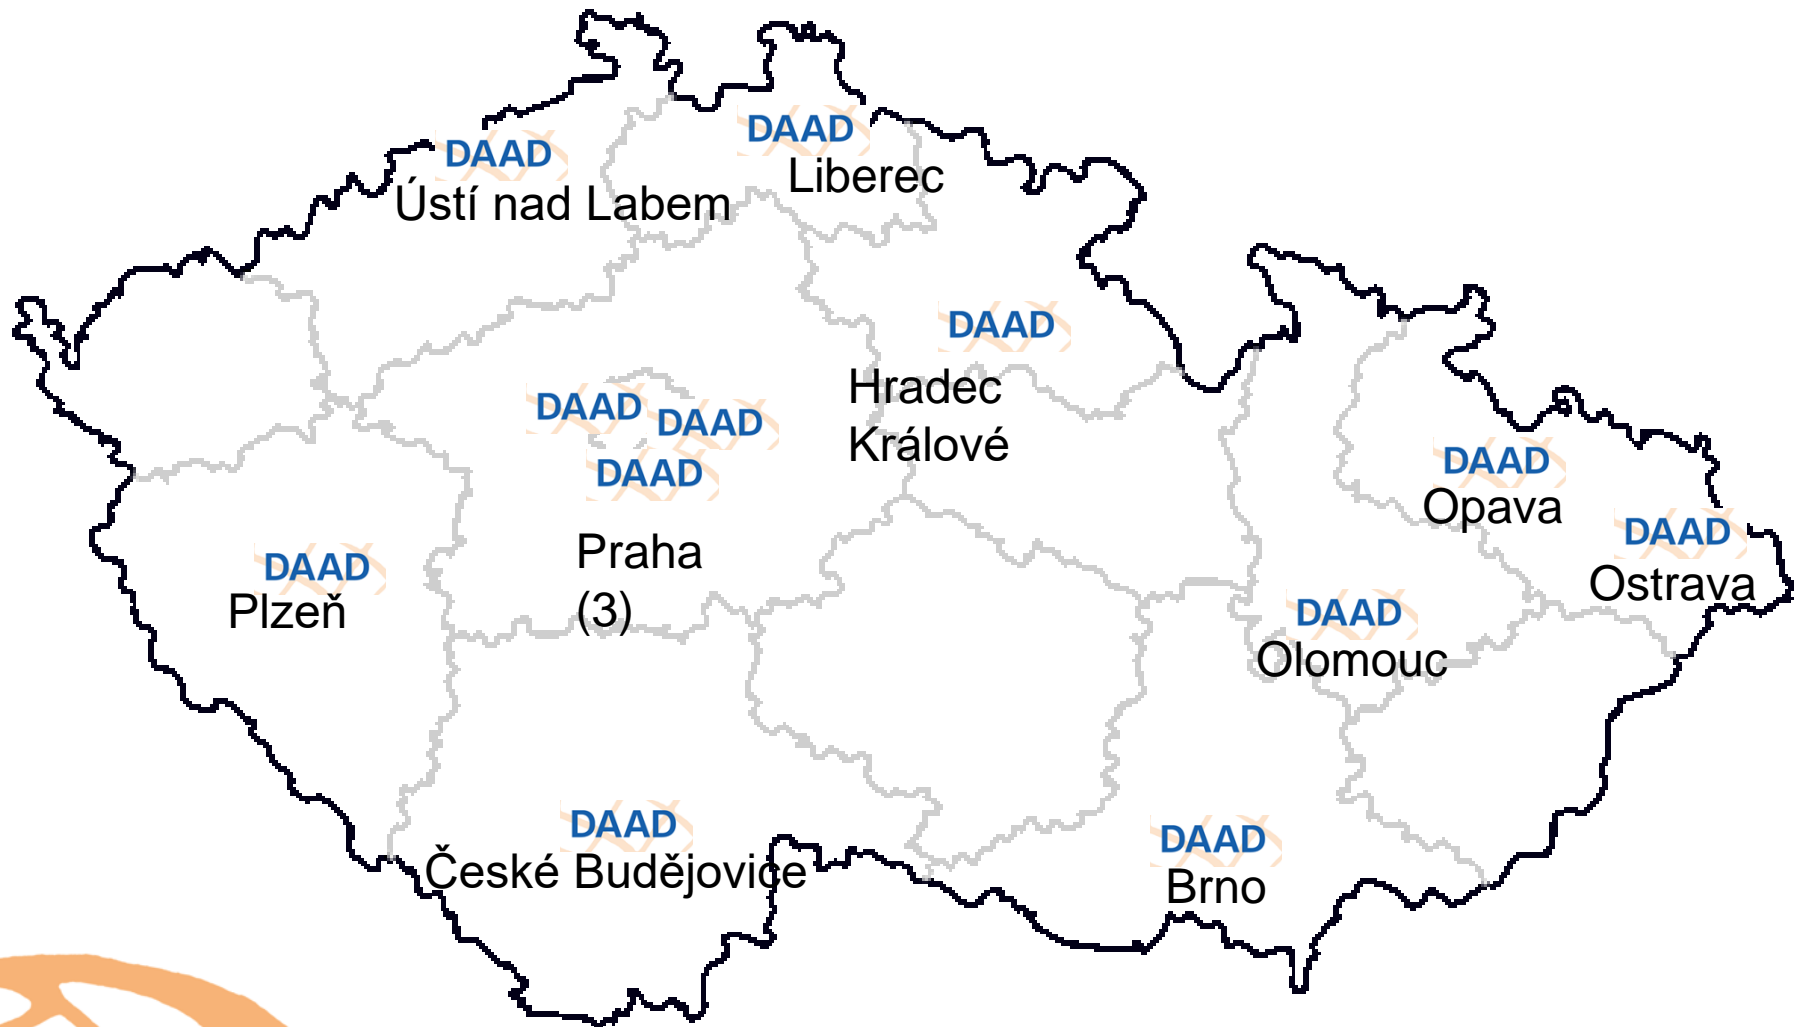 DAAD
Liberec
DAAD
Ústí nad Labem
DAAD
Hradec
Králové
DAAD
DAAD
DAAD
Praha
(3)
DAAD
Opava
DAAD
Ostrava
DAAD
Plzeň
DAAD
Olomouc
DAAD
České Budějovice
DAAD
Brno